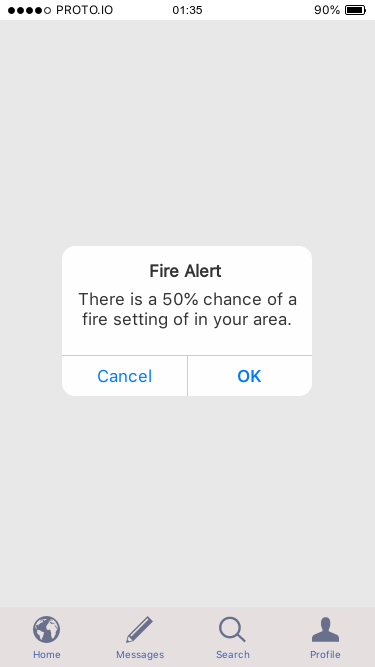 PROTO.IO 01:35 90%
Fire Alert
There is a 50% chance of a
fire setting of in your area.
Cancel OK
Home Messages Search Profile